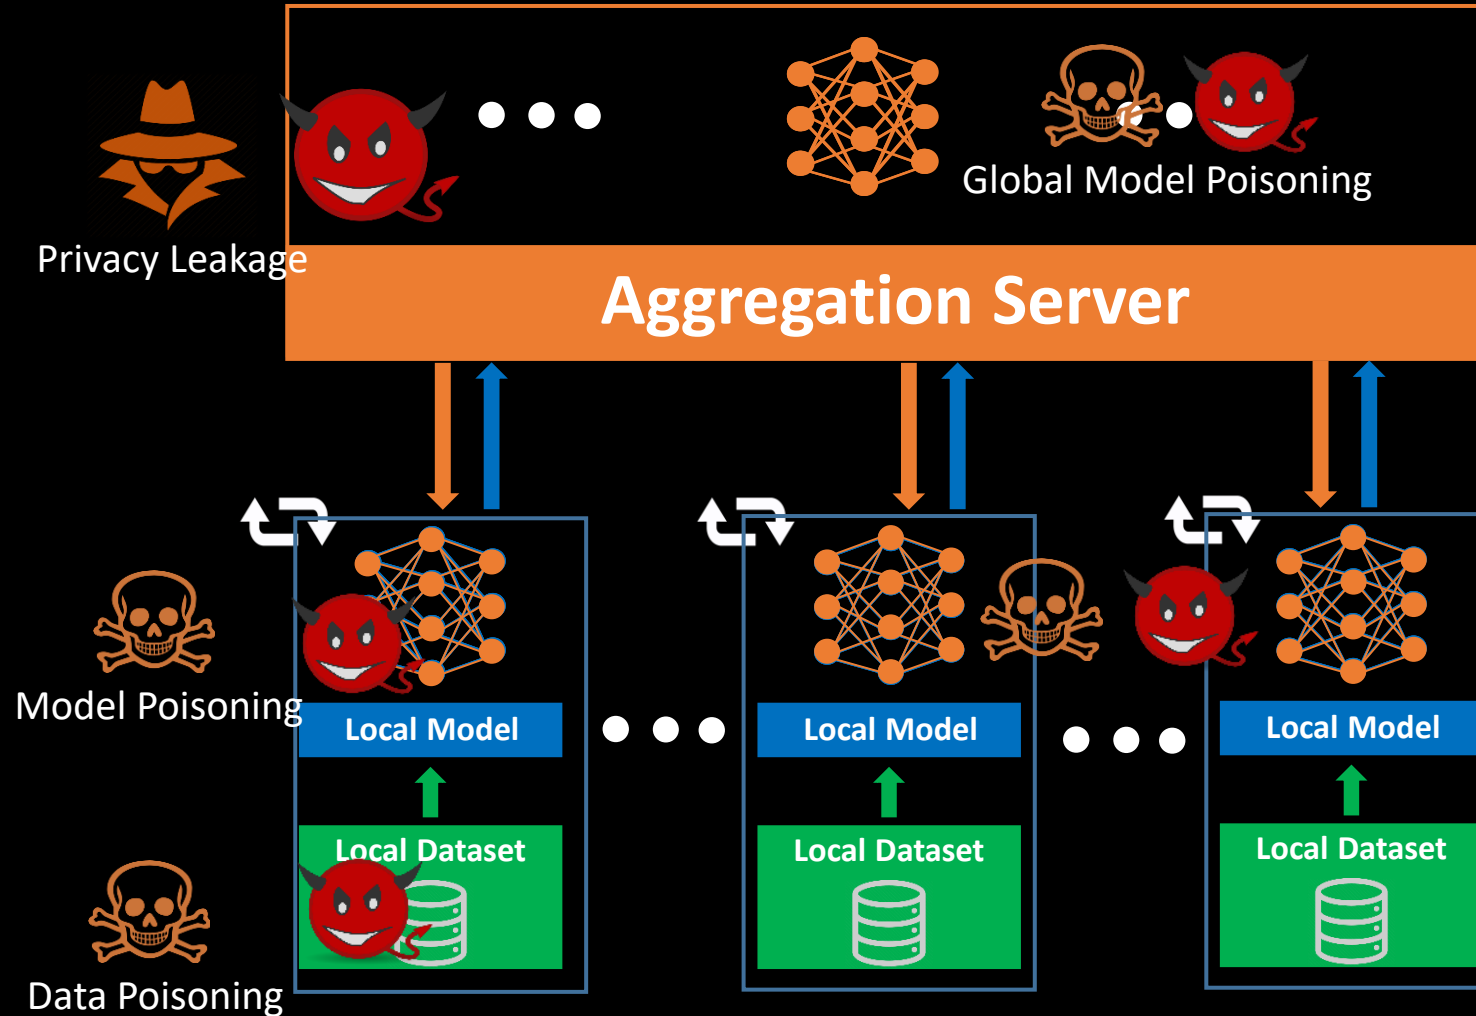 Global Model Poisoning
Privacy Leakage
Aggregation Server
Model Poisoning
Local Model
Local Model
Local Model
Local Dataset
Local Dataset
Local Dataset
Data Poisoning